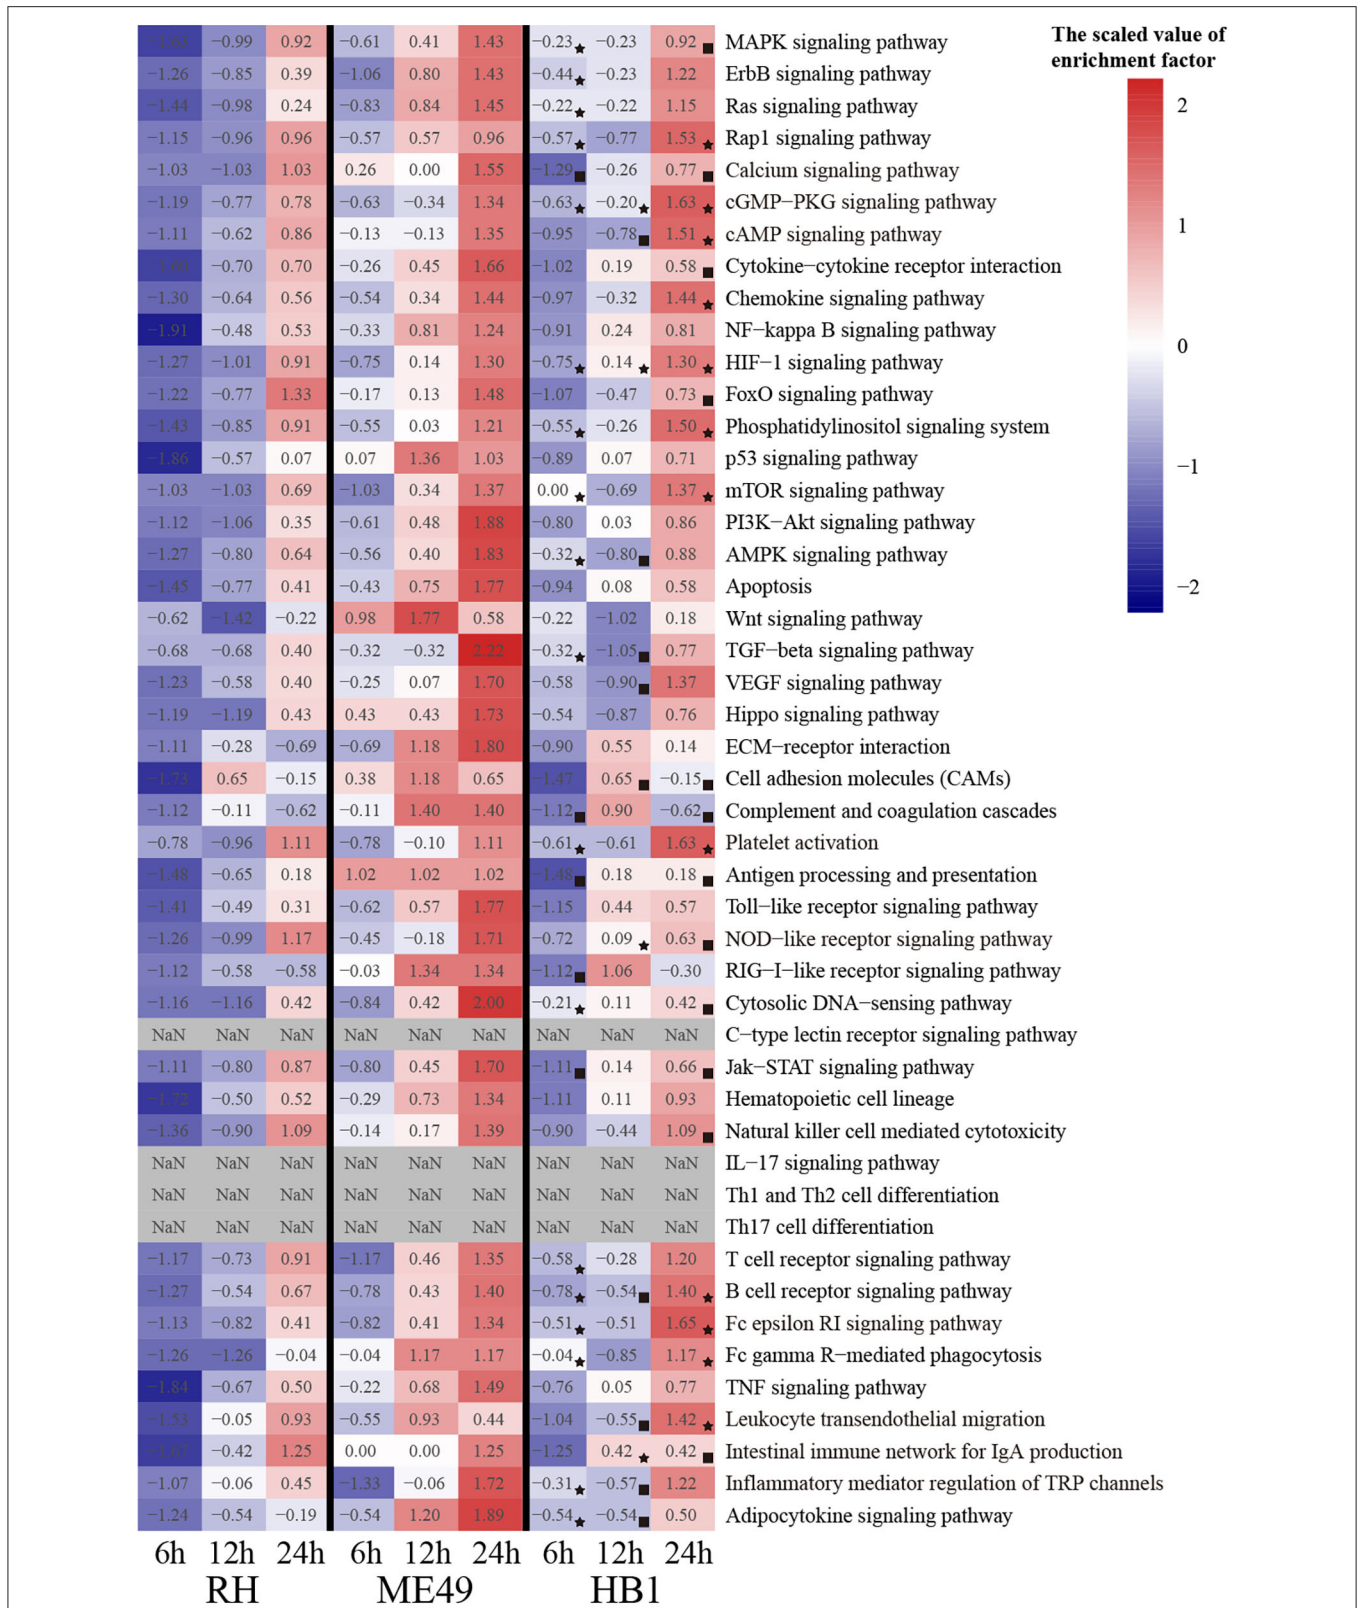 The scaled value of
enrichment factor
2
1
0
−1
−2
−0.99 0.92 −0.61 0.41 1.43 −0.23★ −0.23 0.92■ MAPK signaling pathway
−1.26 −0.85 0.39 −1.06 0.80 1.43 −0.44★ −0.23 1.22 ErbB signaling pathway
−1.44 −0.98 0.24 −0.83 0.84 1.45 −0.22★ −0.22 1.15 Ras signaling pathway
−1.15 −0.96 0.96 −0.57 0.57 0.96 −0.57★ −0.77 1.53★ Rap1 signaling pathway
−1.03 −1.03 1.03 0.26 0.00 1.55 −1.29■ −0.26 0.77■ Calcium signaling pathway
−1.19 −0.77 0.78 −0.63 −0.34 1.34 −0.63★ −0.20★ 1.63★ cGMP−PKG signaling pathway
−1.11 −0.62 0.86 −0.13 −0.13 1.35 −0.95 −0.78■ 1.51★ cAMP signaling pathway
−0.70 0.70 −0.26 0.45 1.66 −1.02 0.19 0.58■ Cytokine−cytokine receptor interaction
−1.30 −0.64 0.56 −0.54 0.34 1.44 −0.97 −0.32 1.44★ Chemokine signaling pathway
−1.91 −0.48 0.53 −0.33 0.81 1.24 −0.91 0.24 0.81 NF−kappa B signaling pathway
−1.27 −1.01 0.91 −0.75 0.14 1.30 −0.75★ 0.14★ 1.30★ HIF−1 signaling pathway
−1.22 −0.77 1.33 −0.17 0.13 1.48 −1.07 −0.47 0.73■ FoxO signaling pathway
−1.43 −0.85 0.91 −0.55 0.03 1.21 −0.55★ −0.26 1.50★ Phosphatidylinositol signaling system
−1.86 −0.57 0.07 0.07 1.36 1.03 −0.89 0.07 0.71 p53 signaling pathway
−1.03 −1.03 0.69 −1.03 0.34 1.37 0.00★ −0.69 1.37★ mTOR signaling pathway
−1.12 −1.06 0.35 −0.61 0.48 1.88 −0.80 0.03 0.86 PI3K−Akt signaling pathway
−1.27 −0.80 0.64 −0.56 0.40 1.83 −0.32★ −0.80■ 0.88 AMPK signaling pathway
−1.45 −0.77 0.41 −0.43 0.75 1.77 −0.94 0.08 0.58 Apoptosis
−0.62 −1.42 −0.22 0.98 1.77 0.58 −0.22 −1.02 0.18 Wnt signaling pathway
−0.68 −0.68 0.40 −0.32 −0.32 2.22 −0.32★ −1.05■ 0.77 TGF−beta signaling pathway
−1.23 −0.58 0.40 −0.25 0.07 1.70 −0.58 −0.90■ 1.37 VEGF signaling pathway
−1.19 −1.19 0.43 0.43 0.43 1.73 −0.54 −0.87 0.76 Hippo signaling pathway
−1.11 −0.28 −0.69 −0.69 1.18 1.80 −0.90 0.55 0.14 ECM−receptor interaction
−1.73 0.65 −0.15 0.38 1.18 0.65 −1.47 0.65■ −0.15■ Cell adhesion molecules (CAMs)
−1.12 −0.11 −0.62 −0.11 1.40 1.40 −1.12■ 0.90 −0.62■ Complement and coagulation cascades
−0.78 −0.96 1.11 −0.78 −0.10 1.11 −0.61★ −0.61 1.63★ Platelet activation
−1.48 −0.65 0.18 1.02 1.02 1.02 −1.48■ 0.18 0.18■ Antigen processing and presentation
−1.41 −0.49 0.31 −0.62 0.57 1.77 −1.15 0.44 0.57 Toll−like receptor signaling pathway
−1.26 −0.99 1.17 −0.45 −0.18 1.71 −0.72 0.09★ 0.63■ NOD−like receptor signaling pathway
−1.12 −0.58 −0.58 −0.03 1.34 1.34 −1.12■ 1.06 −0.30 RIG−I−like receptor signaling pathway
−1.16 −1.16 0.42 −0.84 0.42 2.00 −0.21★ 0.11 0.42■ Cytosolic DNA−sensing pathway
NaN NaN NaN NaN NaN NaN NaN NaN NaN C−type lectin receptor signaling pathway
−1.11 −0.80 0.87 −0.80 0.45 1.70 −1.11■ 0.14 0.66■ Jak−STAT signaling pathway
−1.72 −0.50 0.52 −0.29 0.73 1.34 −1.11 0.11 0.93 Hematopoietic cell lineage
−1.36 −0.90 1.09 −0.14 0.17 1.39 −0.90 −0.44 1.09■ Natural killer cell mediated cytotoxicity
NaN NaN NaN NaN NaN NaN NaN NaN NaN IL−17 signaling pathway
NaN NaN NaN NaN NaN NaN NaN NaN NaN Th1 and Th2 cell differentiation
NaN NaN NaN NaN NaN NaN NaN NaN NaN Th17 cell differentiation
−1.17 −0.73 0.91 −1.17 0.46 1.35 −0.58★ −0.28 1.20 T cell receptor signaling pathway
−1.27 −0.54 0.67 −0.78 0.43 1.40 −0.78★ −0.54■ 1.40★ B cell receptor signaling pathway
−1.13 −0.82 0.41 −0.82 0.41 1.34 −0.51★ −0.51 1.65★ Fc epsilon RI signaling pathway
−1.26 −1.26 −0.04 −0.04 1.17 1.17 −0.04★ −0.85 1.17★ Fc gamma R−mediated phagocytosis
−1.84 −0.67 0.50 −0.22 0.68 1.49 −0.76 0.05 0.77 TNF signaling pathway
−1.53 −0.05 0.93 −0.55 0.93 0.44 −1.04 −0.55■ 1.42★ Leukocyte transendothelial migration
−0.42 1.25 0.00 0.00 1.25 −1.25 0.42★ 0.42■ Intestinal immune network for IgA production
−1.07 −0.06 0.45 −1.33 −0.06 1.72 −0.31★ −0.57■ 1.22 Inflammatory mediator regulation of TRP channels
−1.24 −0.54 −0.19 −0.54 1.20 1.89 −0.54★ −0.54■ 0.50 Adipocytokine signaling pathway
6h 12h 24h 6h 12h 24h 6h 12h 24h
RH ME49 HB1